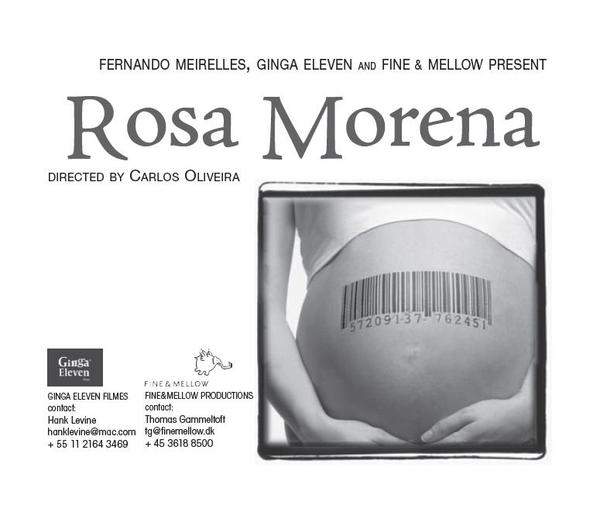 FERNANDO MEIRELLES, GINGA ELEVEN AND FINE & MELLOW PRESENT
Rosa Morena
DIRECTED BY CARLOS OLIVEIRA
572091-37- 762451
Ginga
Eleven
FINE & MELLOW
GINGA ELEVEN FILMES
contact:
Hank Levine
hanklevine@mac.com
+ 55 11 2164 3469
FINE&MELLOW PRODUCTIONS
contact:
Thomas Gammeltoft
tg@finemellow.dk
+ 45 3618 8500